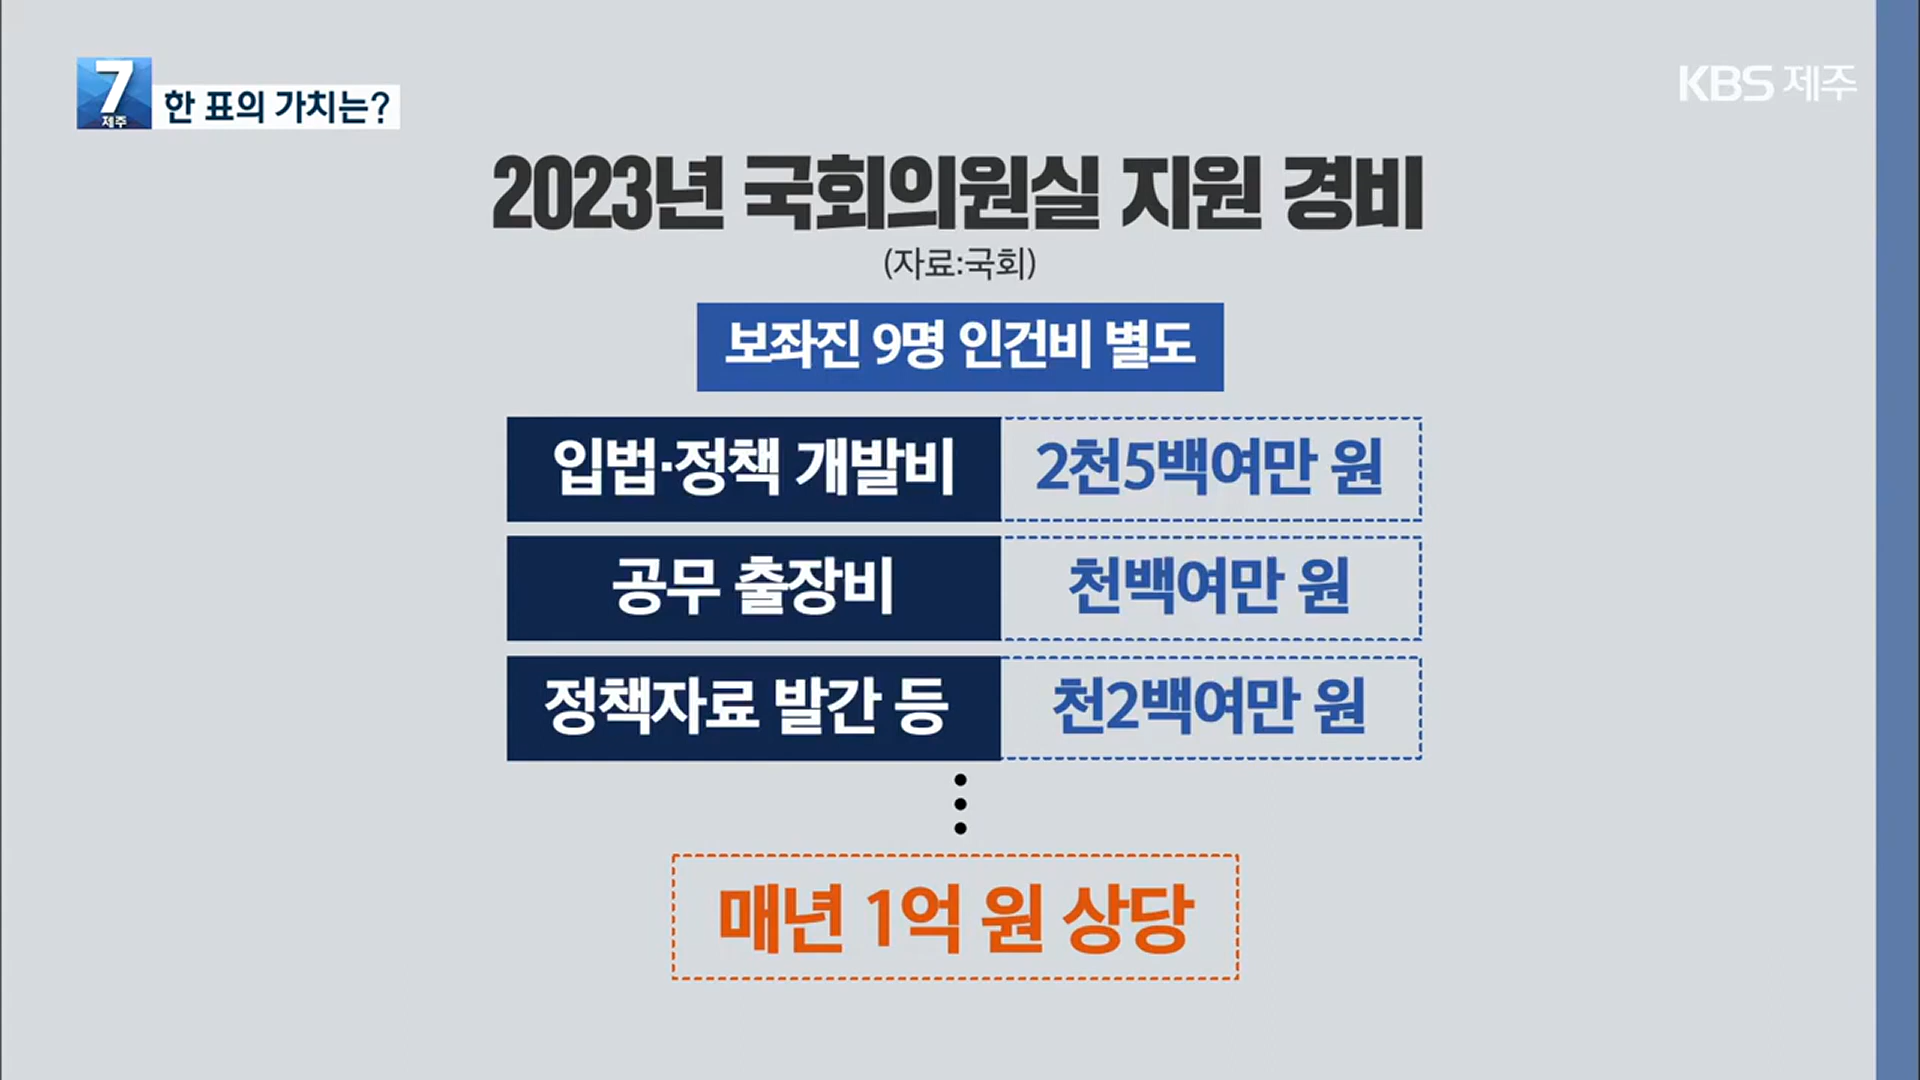 7
제주
한 표의 가치는?
KBS 제주
2023년 국회의원실 지원 경비
(자료:국회)
보좌진 9명 인건비 별도
입법·정책 개발비 2천5백여만 원
공무 출장비 천백여만 원
정책자료 발간 등 천2백여만 원
매년 1억 원 상당